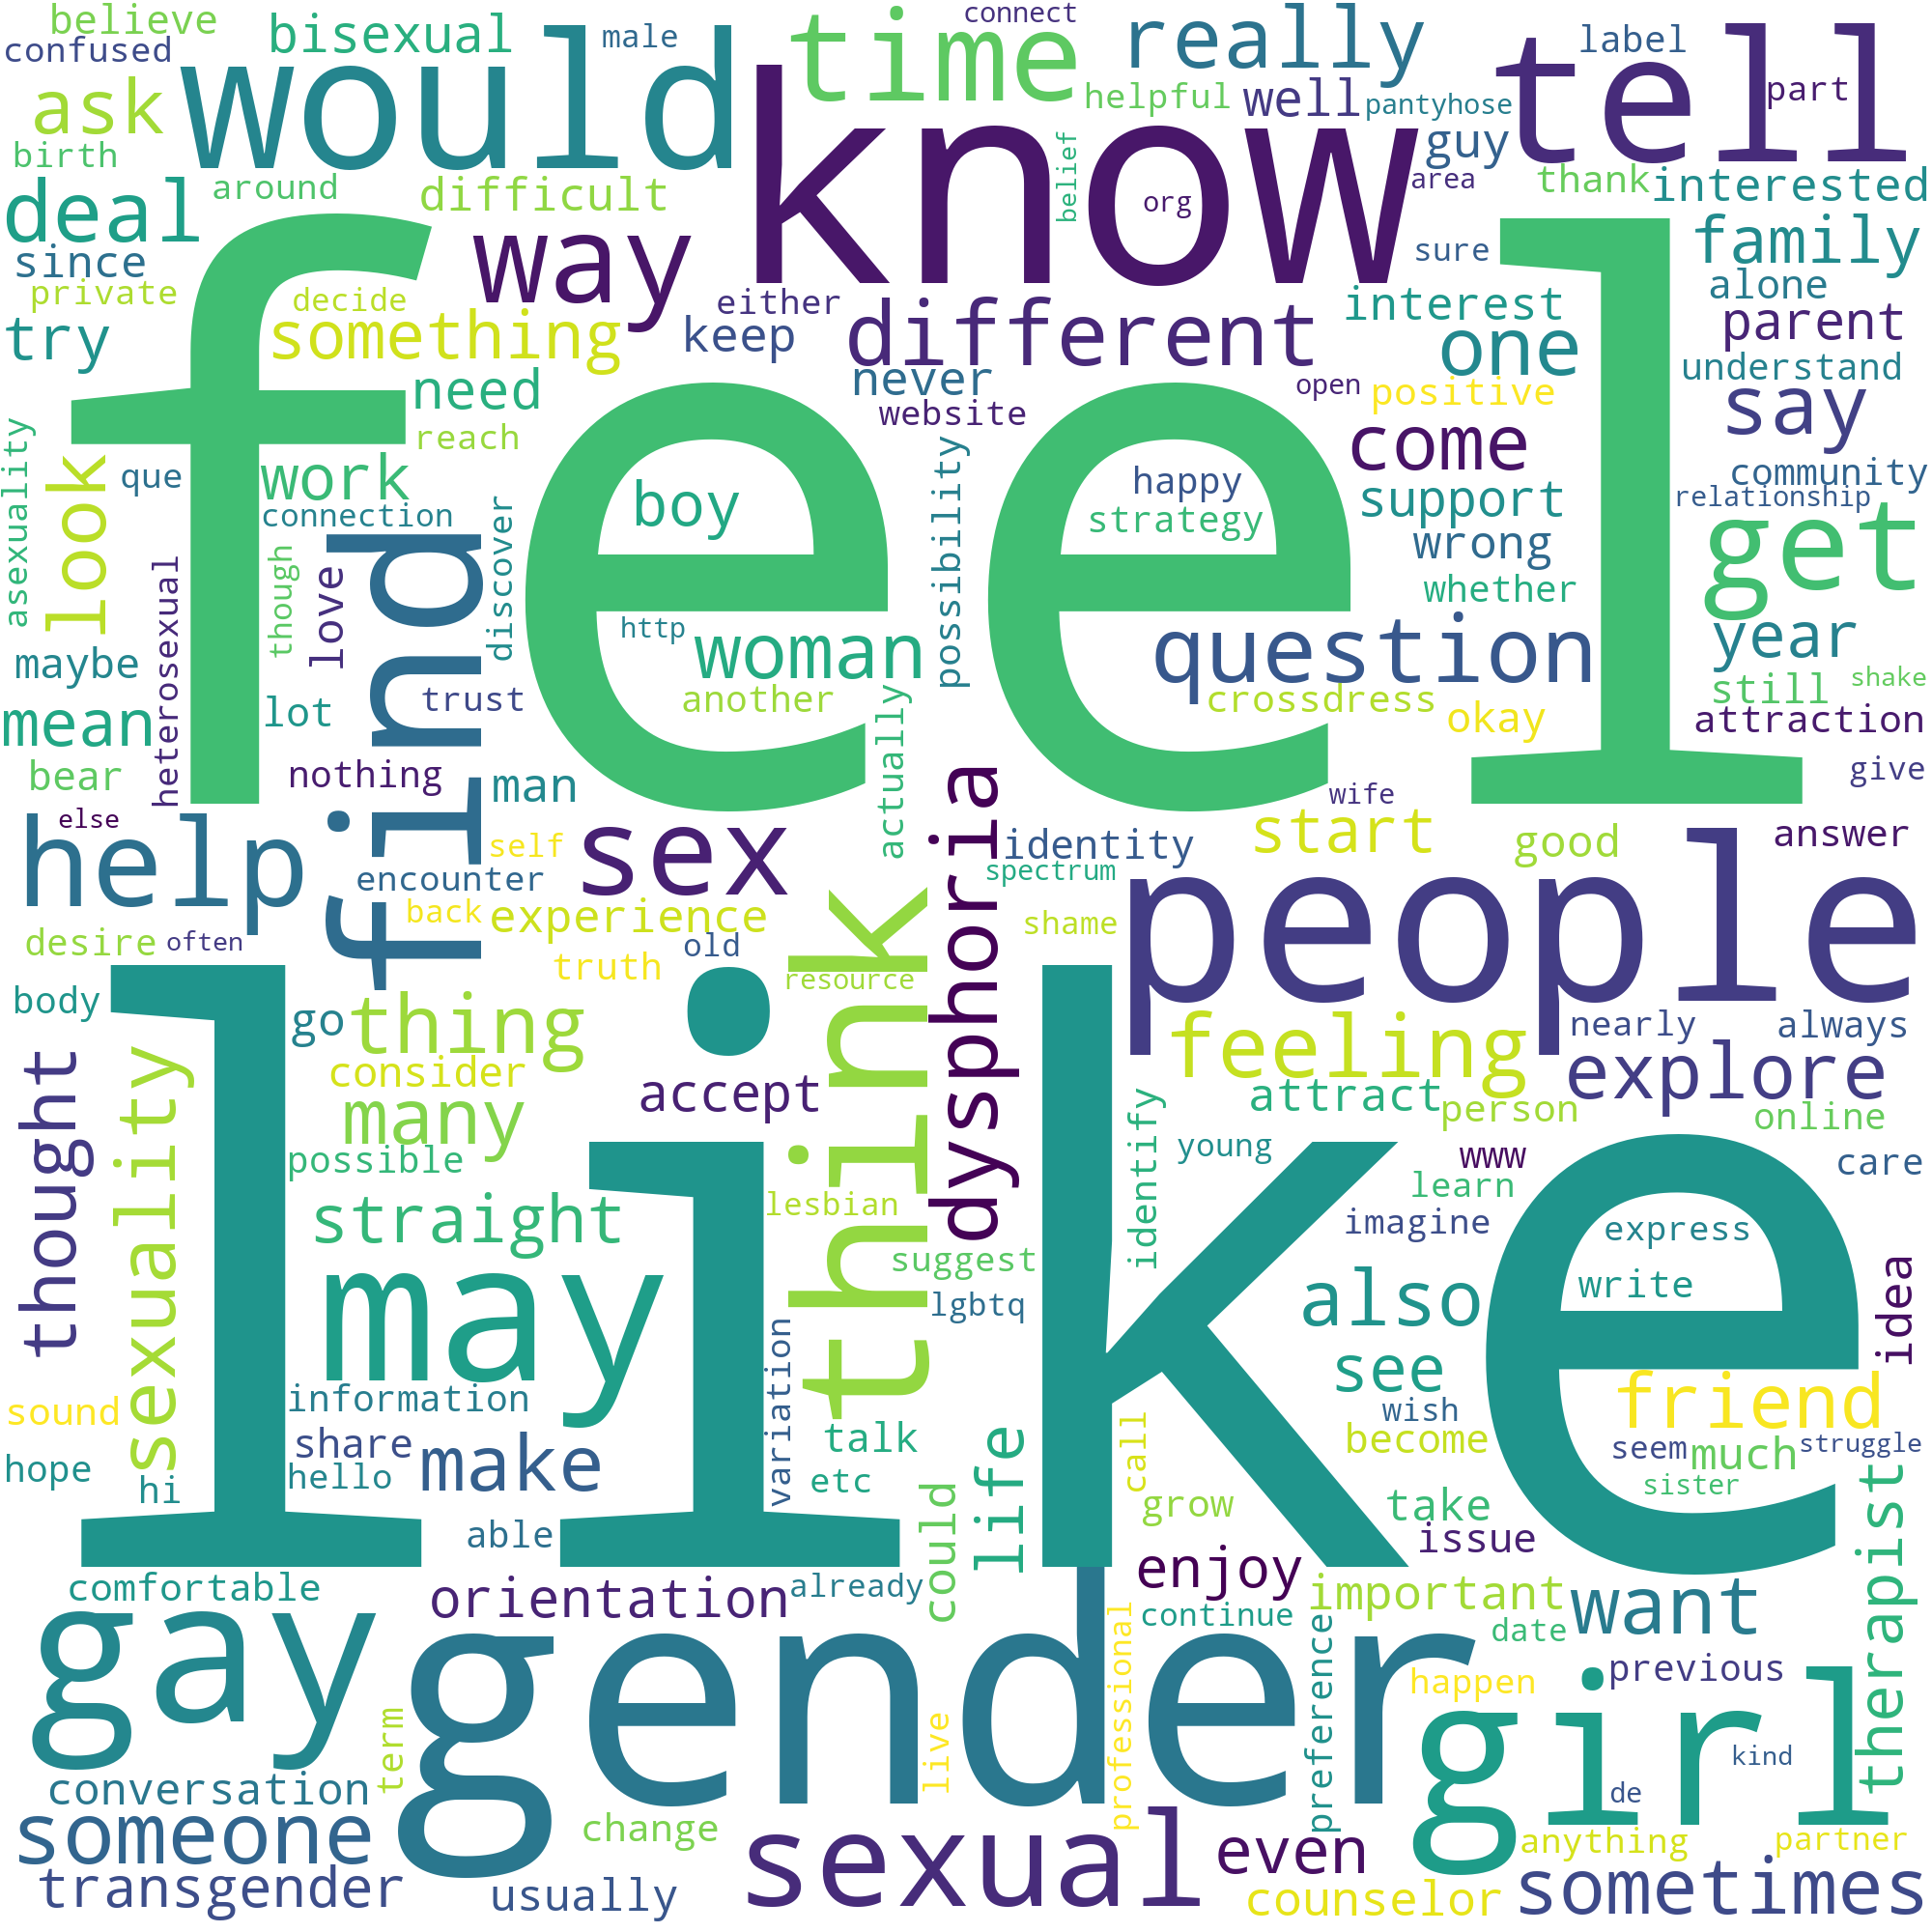 believe
confused
bisexual
would
male
time
connect
really
helpful
well
pantyhose
label
tell
part
ask
birth
know
guy
belief
org
area
thank
interested
deal
around
difficult
way
since
private
decide
something
either
keep
different
sure
interest
family
alone
try
feel
need
never
website
open
positive
one
parent
understand
say
reach
come
asexuality
look
que
work
connection
boy
possibility
happy
strategy
support
community
relationship
get
heterosexual
though
love
find
discover
http
woman
wrong
whether
question
year
maybe
mean
lot
trust
another
actually
crossdress
okay
still
shake
attraction
bear
nothing
man
give
else
help
self
sex
dysphoria
wife
identity
start
good
answer
spectrum
encounter
back
experience
think
shame
people
desire
often
truth
old
resource
body
like
go
thing
feeling
nearly
always
thought
sexuality
consider
many
accept
attract
person
explore
online
possible
identify
young
www
learn
care
straight
lesbian
imagine
express
suggest
write
idea
may
lgbtq
also
see
sound
information
variation
wish
friend
hope
hi
share
hello
make
talk
etc
life
call
become
seem
much
struggle
sister
able
could
grow
take
issue
therapist
comfortable
orientation
already
enjoy
important
want
gay
gender
professional
continue
preference
date
previous
happen
girl
term
live
kind
conversation
de
someone
change
sexual
even
anything
partner
transgender
usually
counselor
sometimes